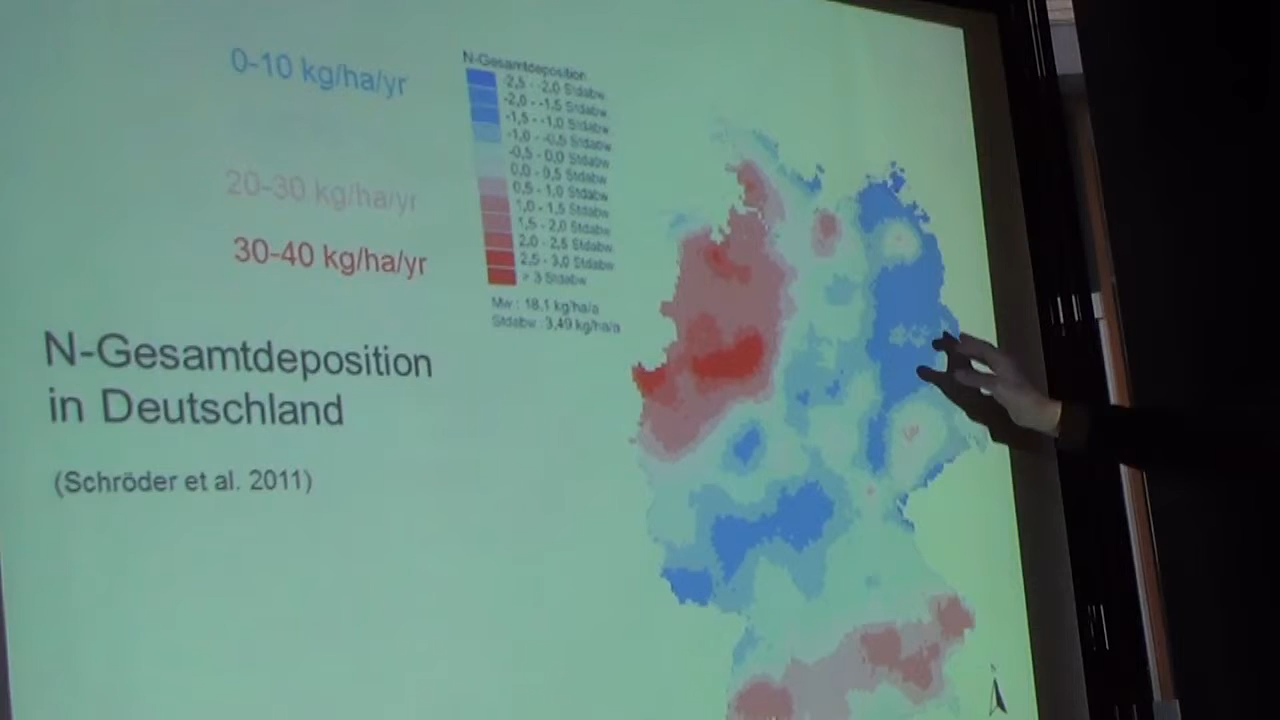 0-10 kg/ha/yr
20-30 kg/ha/yr
30-40 kg/ha/yr
N-Gesamtdeposition
in Deutschland
(Schröder et al. 2011)
N-Gesamtdeposition
-2,5 - -2,0 Stdabw
-2,0 - -1,5 Stdabw
-1,5 - -1,0 Stdabw
-1,0 - -0,5 Stdabw
-0,5 - 0,0 Stdabw
0,0 - 0,5 Stdabw
0,5 - 1,0 Stdabw
1,0 - 1,5 Stdabw
1,5 - 2,0 Stdabw
2,0 - 2,5 Stdabw
2,5 - 3,0 Stdabw
> 3 Stdabw
Mw : 18,1 kg/ha/a
Stdabw : 3,49 kg/ha/a